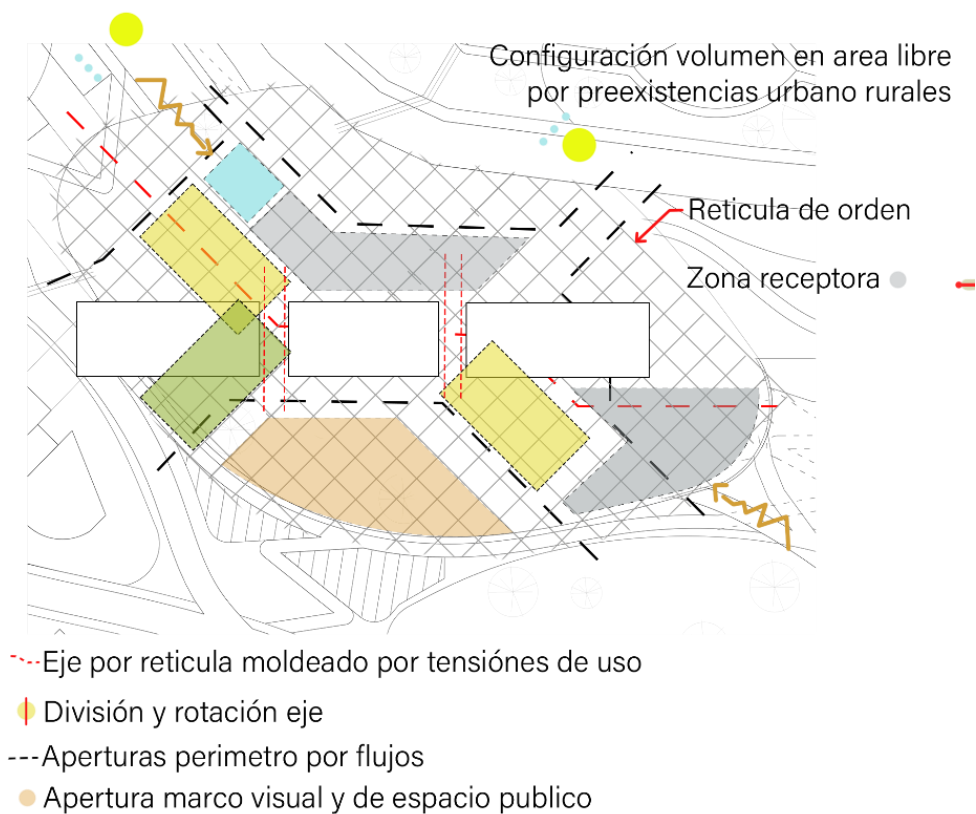 Configuración volumen en area libre
por preexistencias urbano rurales
Reticula de orden
Zona receptora
Eje por reticula moldeado por tensiónes de uso
División y rotación eje
Aperturas perimetro por flujos
Apertura marco visual y de espacio publico